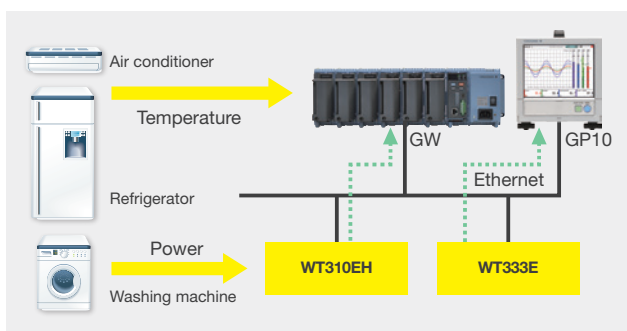 Air conditioner
Temperature
GW
GP10
Ethernet
Refrigerator
Power
WT310EH
WT333E
Washing machine